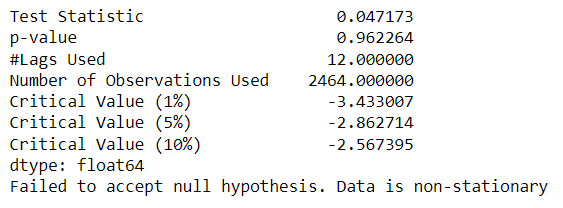 Test Statistic 0.047173
p-value 0.962264
#Lags Used 12.000000
Number of Observations Used 2464.000000
Critical Value (1%) -3.433007
Critical Value (5%) -2.862714
Critical Value (10%) -2.567395
dtype: float64
Failed to accept null hypothesis. Data is non-stationary